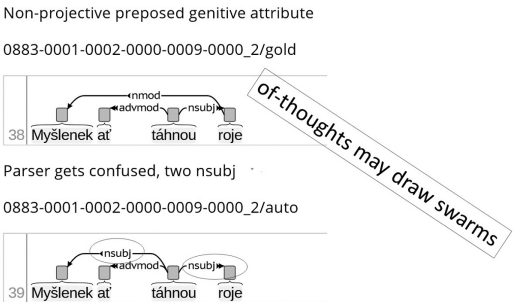 Non-projective preposed genitive attribute
0883-0001-0002-0000-0009-0000_2/gold
nmod
advmod nsubj
38 Myšlenek ať táhnou roje
of-thoughts may draw swarms
Parser gets confused, two nsubj
0883-0001-0002-0000-0009-0000_2/auto
nsubj
advmod nsubj
39 Myšlenek ať táhnou roje